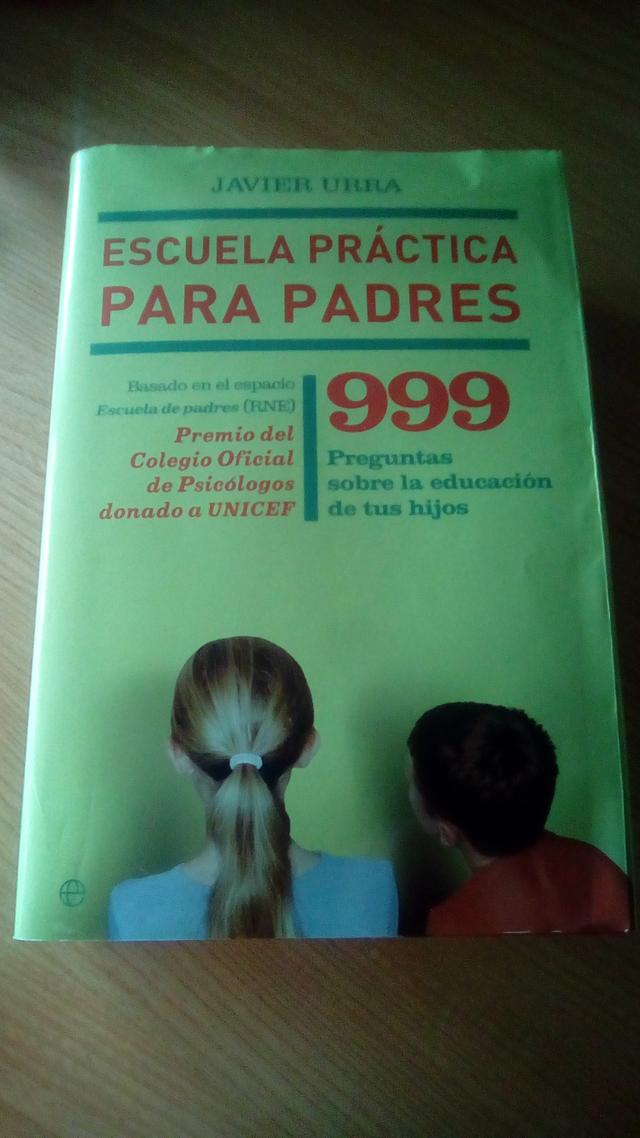 JAVIER URRA
ESCUELA PRÁCTICA
PARA PADRES
Basado en el espacio
Escuela de padres (RNE)
Premio del
Colegio Oficial
de Psicólogos
donado a UNICEF
999
Preguntas
sobre la educación
de tus hijos
e